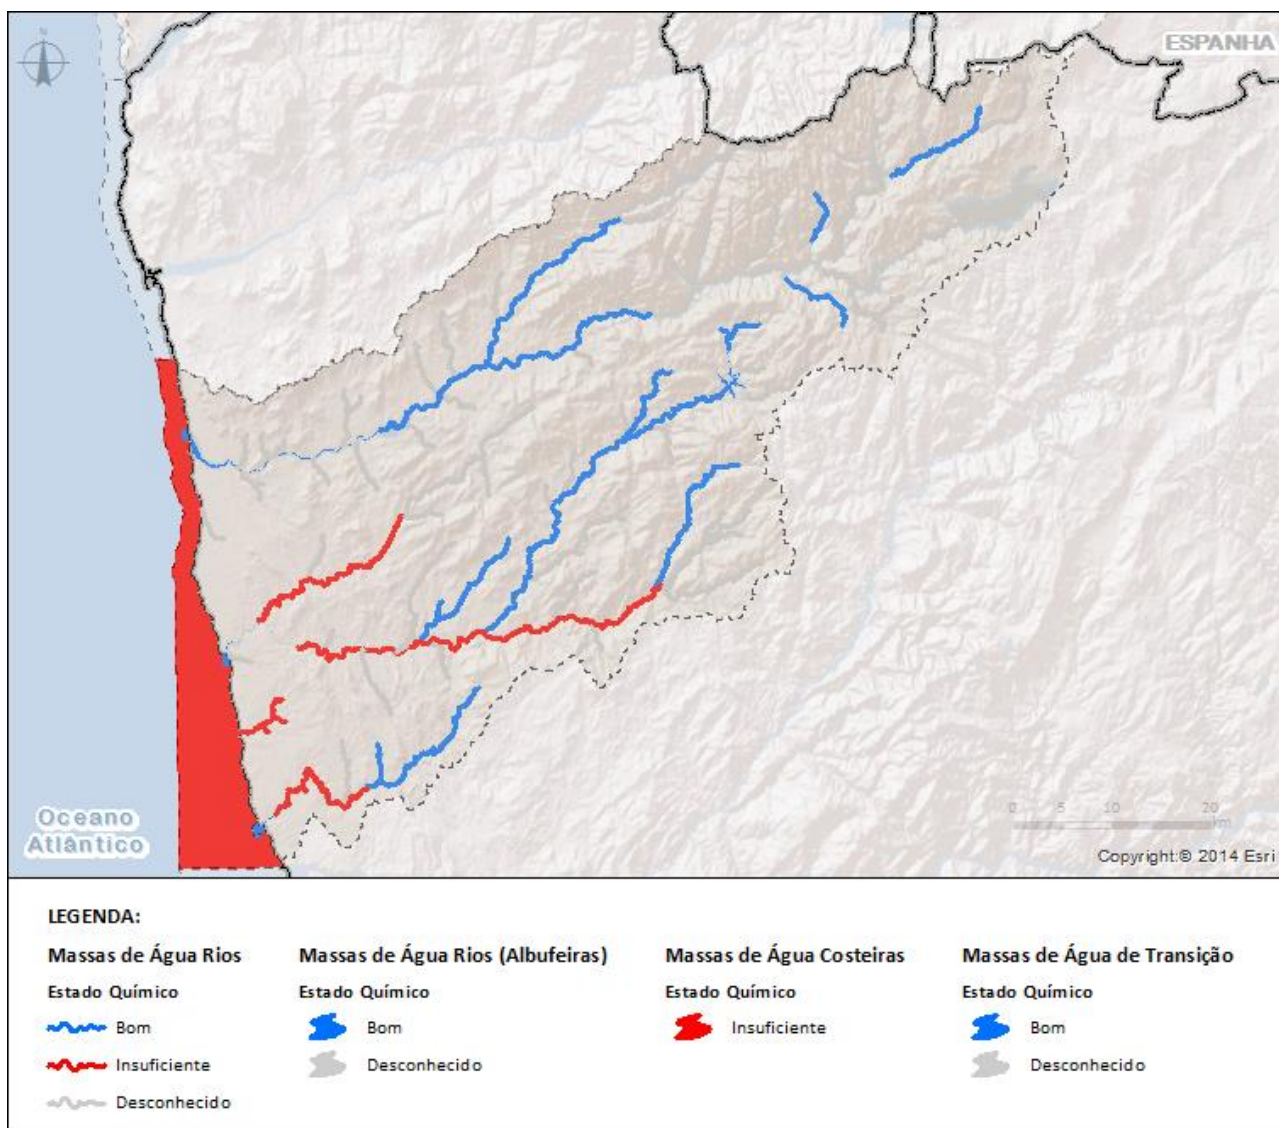 N
ESPANHA
Oceano
Atlântico
0 5 10 20
km
Copyright:© 2014 Esri
LEGENDA:
Massas de Água Rios
Estado Químico
Bom
Insuficiente
Desconhecido
Massas de Água Rios (Albufeiras)
Estado Químico
Bom
Desconhecido
Massas de Água Costeiras
Estado Químico
Insuficiente
Massas de Água de Transição
Estado Químico
Bom
Desconhecido